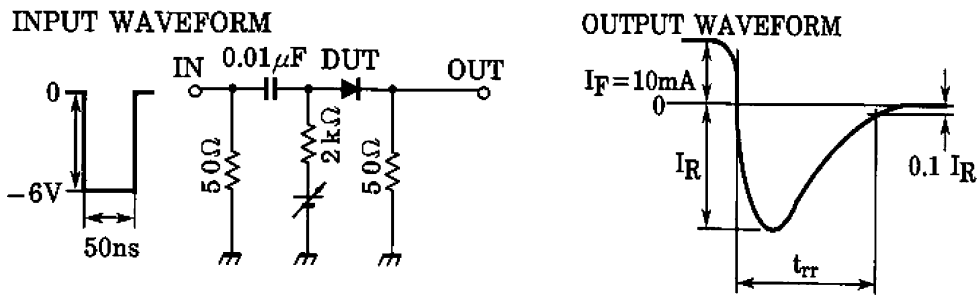 INPUT WAVEFORM
0.01μF DUT
IN
OUT
0
−6V
50ns
50Ω
2kΩ
50Ω
OUTPUT WAVEFORM
IF=10mA
0
IR
0.1 IR
trr